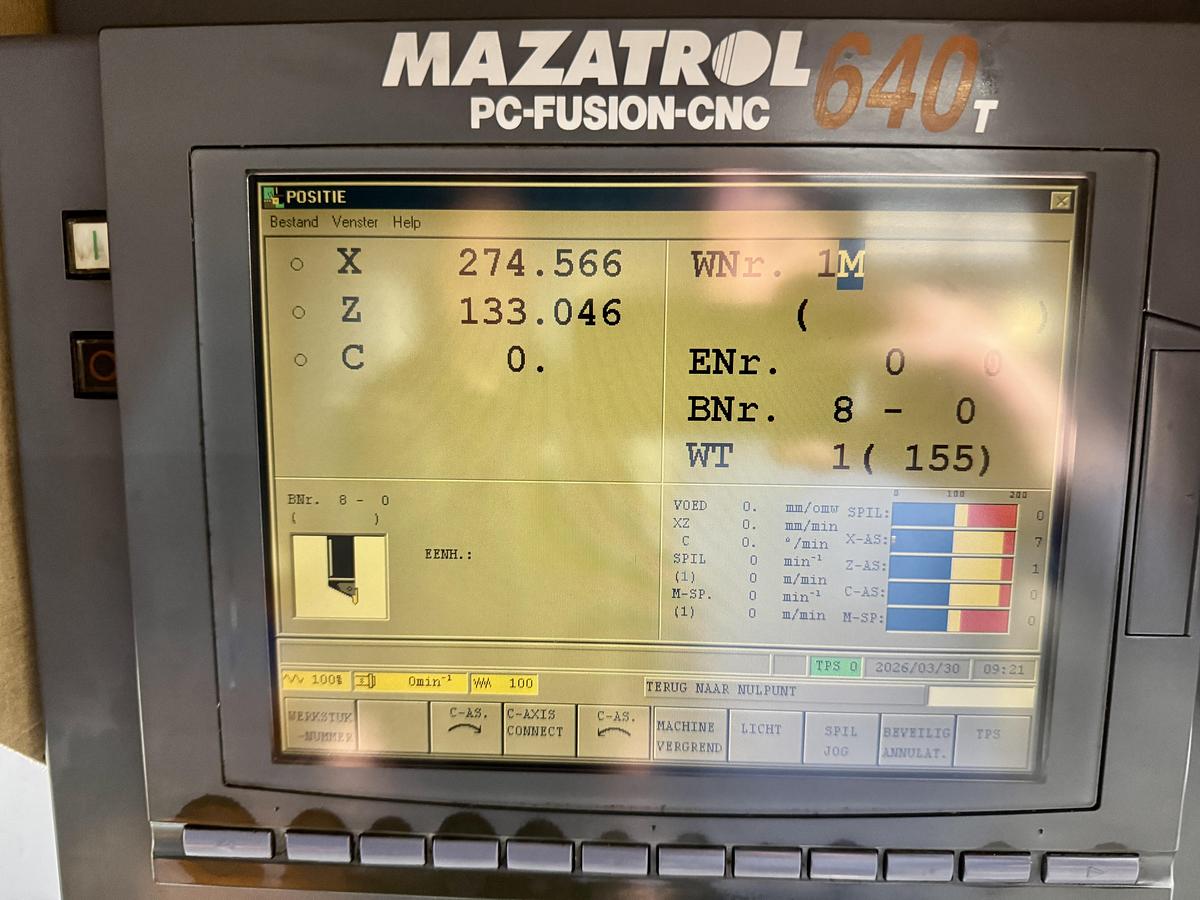 MAZATROL 640 T
PC-FUSION-CNC
POSITIE
Bestand Venster Help
X 274.566
Z 133.046
C 0.
WNr. 1M
( )
ENr. 0 0
BNr. 8 - 0
WT 1( 155)
BNr. 8 - 0
( )
EENH.:
VOED 0. mm/omw
XZ 0. mm/min
C 0. °/min
SPIL 0 min⁻¹
(1) 0 m/min
M-SP. 0 min⁻¹
(1) 0 m/min
0 100 200
SPIL: 0
X-AS: 7
Z-AS: 1
C-AS: 0
M-SP: 0
TPS 0 2026/03/30 09:21
100% 0min⁻¹ 100
TERUG NAAR NULPUNT
WERKSTUK
-NUMMER
C-AS.
C-AXIS
CONNECT
C-AS.
MACHINE
VERGREND
LICHT
SPIL
JOG
BEVEILIG
ANNULAT.
TPS